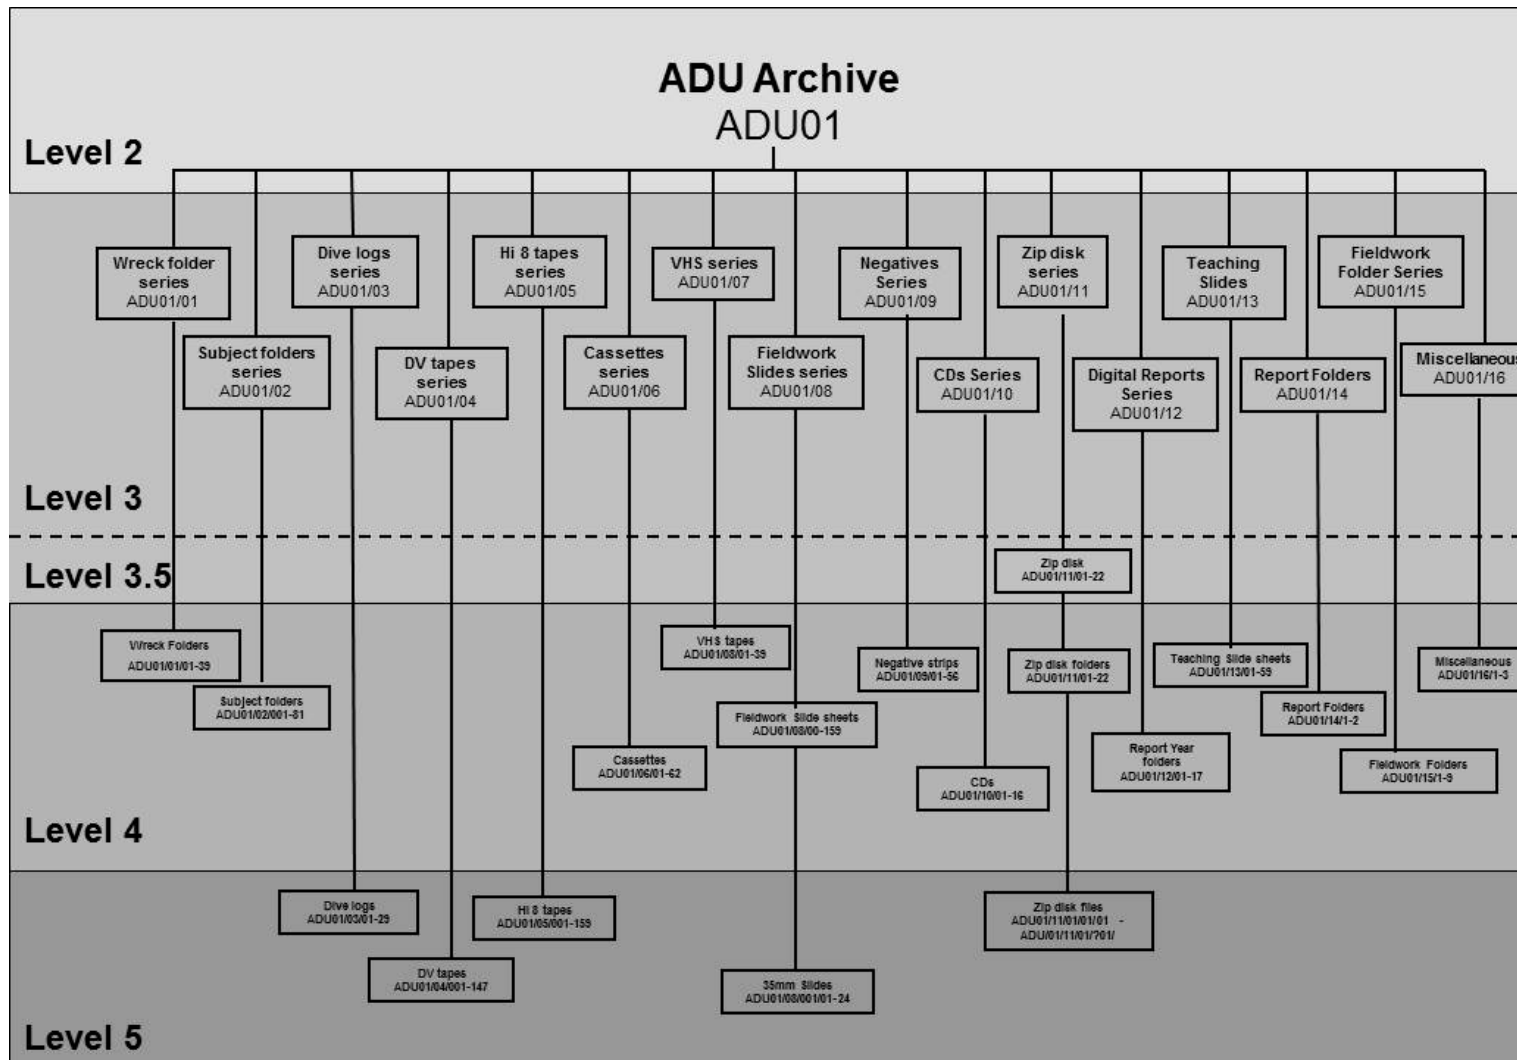 ADU Archive
ADU01
Level 2
Wreck folder
series
ADU01/01
Dive logs
series
ADU01/03
Hi 8 tapes
series
ADU01/05
VHS series
ADU01/07
Negatives
Series
ADU01/09
Zip disk
series
ADU01/11
Teaching
Slides
ADU01/13
Fieldwork
Folder Series
ADU01/15
Subject folders
series
ADU01/02
DV tapes
series
ADU01/04
Cassettes
series
ADU01/06
Fieldwork
Slides series
ADU01/08
CDs Series
ADU01/10
Digital Reports
Series
ADU01/12
Report Folders
ADU01/14
Miscellaneous
ADU01/16
Level 3
Level 3.5
Zip disk
ADU01/11/01-22
Wreck Folders
ADU01/01/01-39
VHS tapes
ADU01/08/01-39
Negative strips
ADU01/09/01-56
Zip disk folders
ADU01/11/01-22
Teaching Slide sheets
ADU01/13/01-59
Miscellaneous
ADU01/16/1-3
Subject folders
ADU01/02/001-81
Fieldwork Slide sheets
ADU01/08/00-159
Report Folders
ADU01/14/1-2
Cassettes
ADU01/06/01-62
CDs
ADU01/10/01-16
Report Year
folders
ADU01/12/01-17
Fieldwork Folders
ADU01/15/1-9
Level 4
Dive logs
ADU01/03/01-29
Hi 8 tapes
ADU01/05/001-159
Zip disk files
ADU01/11/01/01/01 -
ADU/01/11/01/?01/
DV tapes
ADU01/04/001-147
35mm Slides
ADU01/08/001/01-24
Level 5